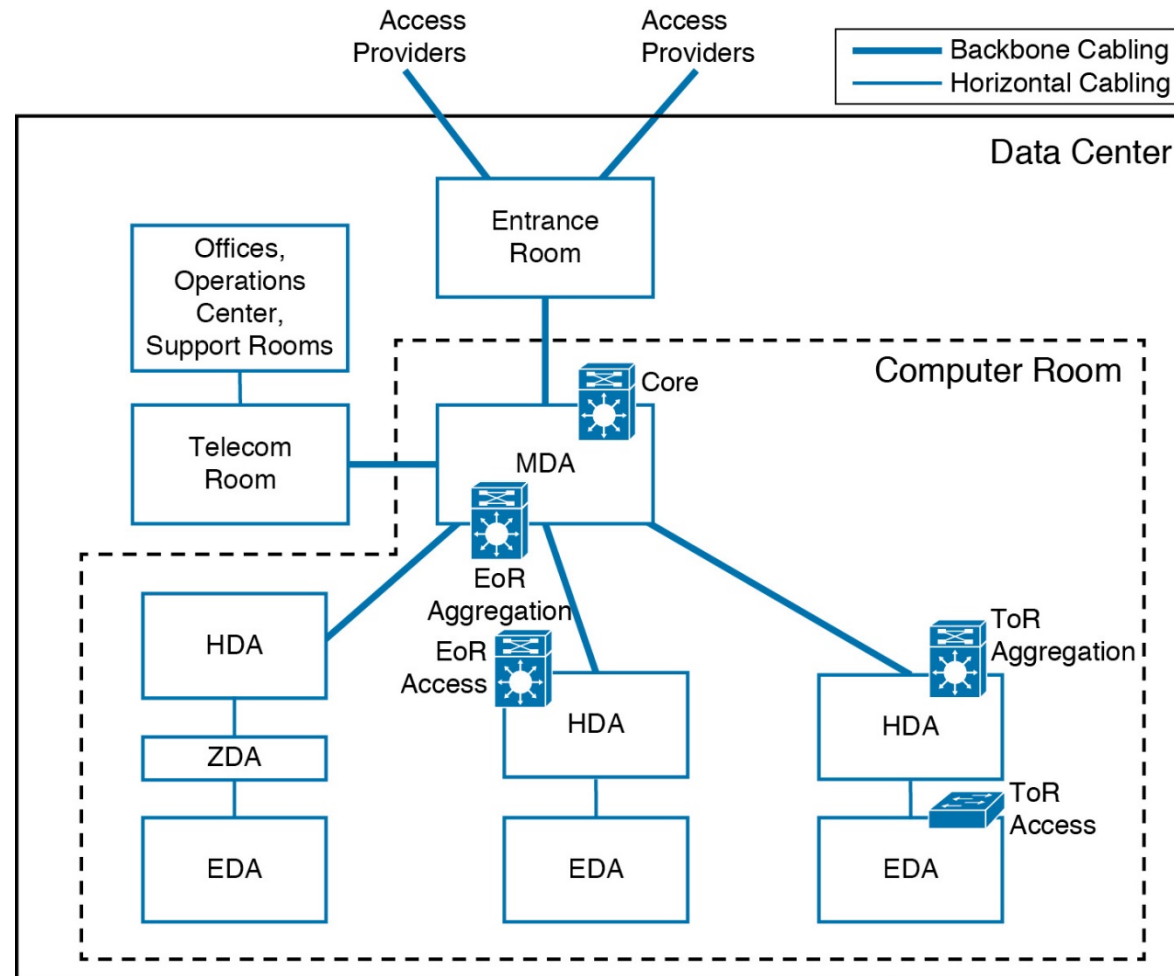 Access
Providers
Access
Providers
Backbone Cabling
Horizontal Cabling
Data Center
Entrance
Room
Offices,
Operations
Center,
Support Rooms
Computer Room
Core
Telecom
Room
MDA
EoR
Aggregation
HDA
EoR
Access
HDA
ToR
Aggregation
HDA
ZDA
ToR
Access
EDA
EDA
EDA